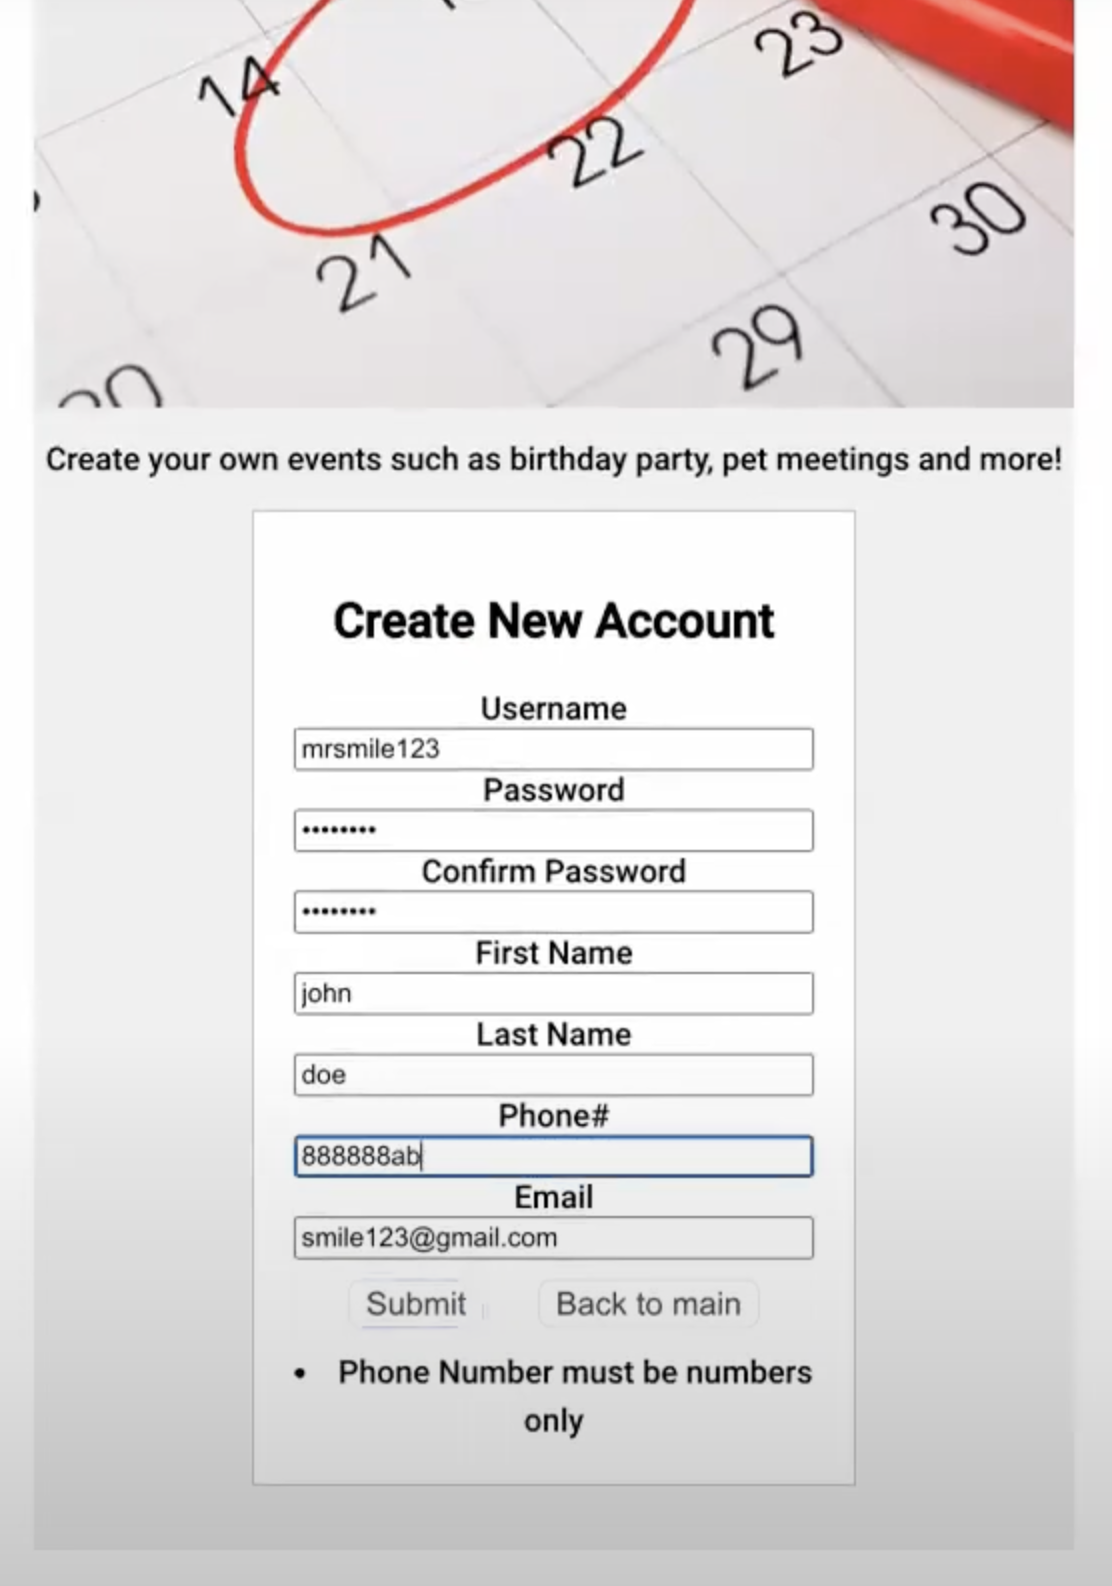 14
23
22
30
21
29
Create your own events such as birthday party, pet meetings and more!
Create New Account
Username
mrsmile123
Password
••••••••
Confirm Password
••••••••
First Name
john
Last Name
doe
Phone#
888888ab
Email
smile123@gmail.com
Submit
Back to main
• Phone Number must be numbers
only